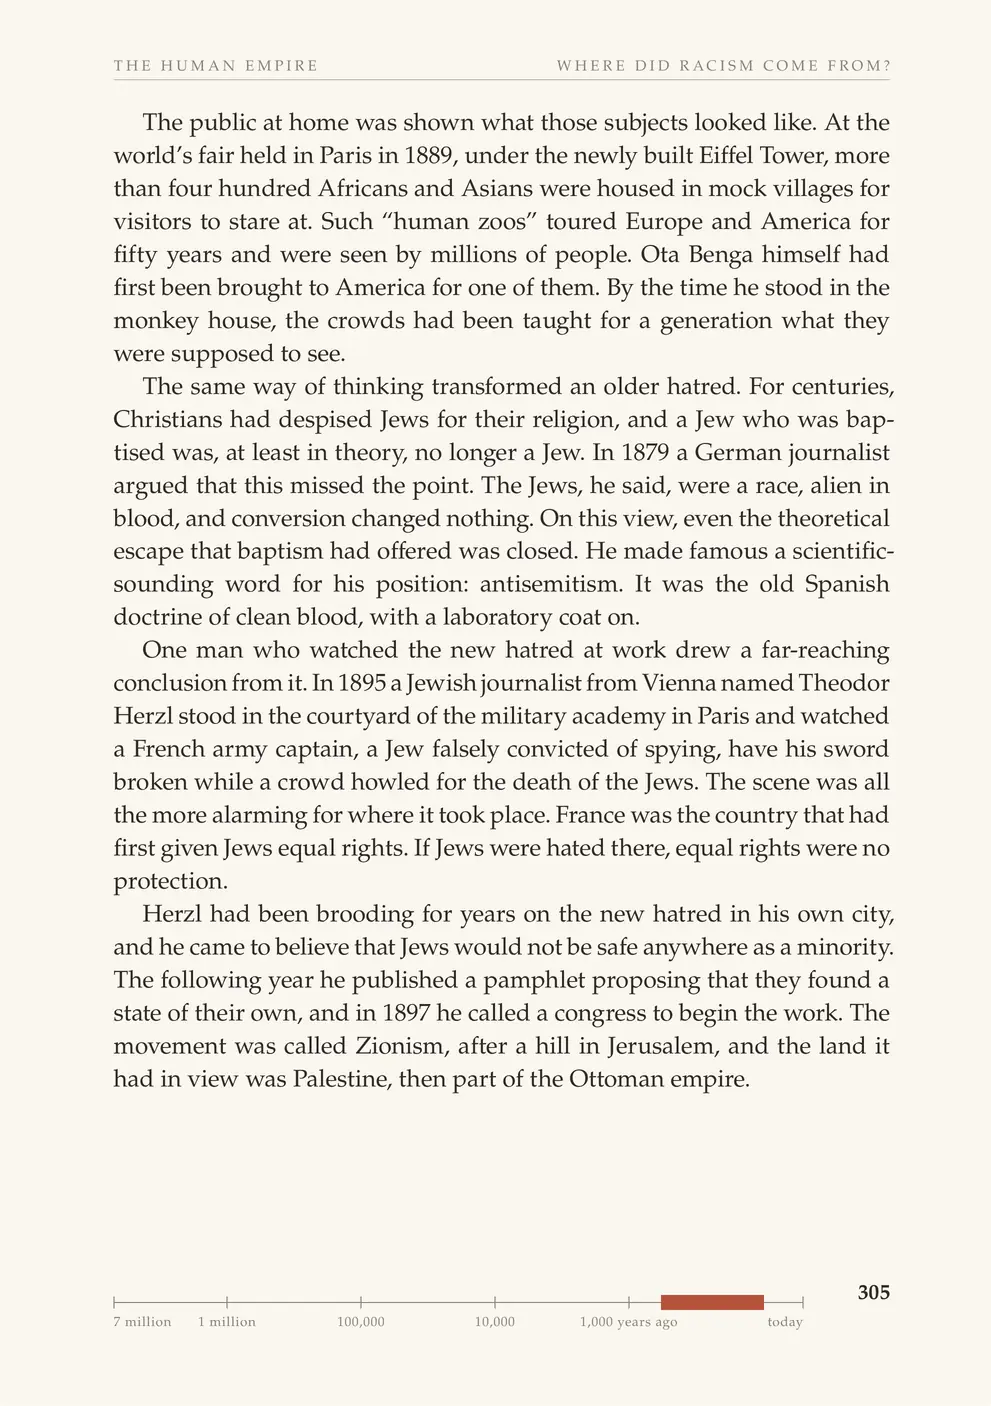 THE HUMAN EMPIRE
WHERE DID RACISM COME FROM?
The public at home was shown what those subjects looked like. At the
world’s fair held in Paris in 1889, under the newly built Eiffel Tower, more
than four hundred Africans and Asians were housed in mock villages for
visitors to stare at. Such “human zoos” toured Europe and America for
fifty years and were seen by millions of people. Ota Benga himself had
first been brought to America for one of them. By the time he stood in the
monkey house, the crowds had been taught for a generation what they
were supposed to see.
The same way of thinking transformed an older hatred. For centuries,
Christians had despised Jews for their religion, and a Jew who was bap-
tised was, at least in theory, no longer a Jew. In 1879 a German journalist
argued that this missed the point. The Jews, he said, were a race, alien in
blood, and conversion changed nothing. On this view, even the theoretical
escape that baptism had offered was closed. He made famous a scientific-
sounding word for his position: antisemitism. It was the old Spanish
doctrine of clean blood, with a laboratory coat on.
One man who watched the new hatred at work drew a far-reaching
conclusion from it. In 1895 a Jewish journalist from Vienna named Theodor
Herzl stood in the courtyard of the military academy in Paris and watched
a French army captain, a Jew falsely convicted of spying, have his sword
broken while a crowd howled for the death of the Jews. The scene was all
the more alarming for where it took place. France was the country that had
first given Jews equal rights. If Jews were hated there, equal rights were no
protection.
Herzl had been brooding for years on the new hatred in his own city,
and he came to believe that Jews would not be safe anywhere as a minority.
The following year he published a pamphlet proposing that they found a
state of their own, and in 1897 he called a congress to begin the work. The
movement was called Zionism, after a hill in Jerusalem, and the land it
had in view was Palestine, then part of the Ottoman empire.
305
7 million 1 million 100,000 10,000 1,000 years ago today